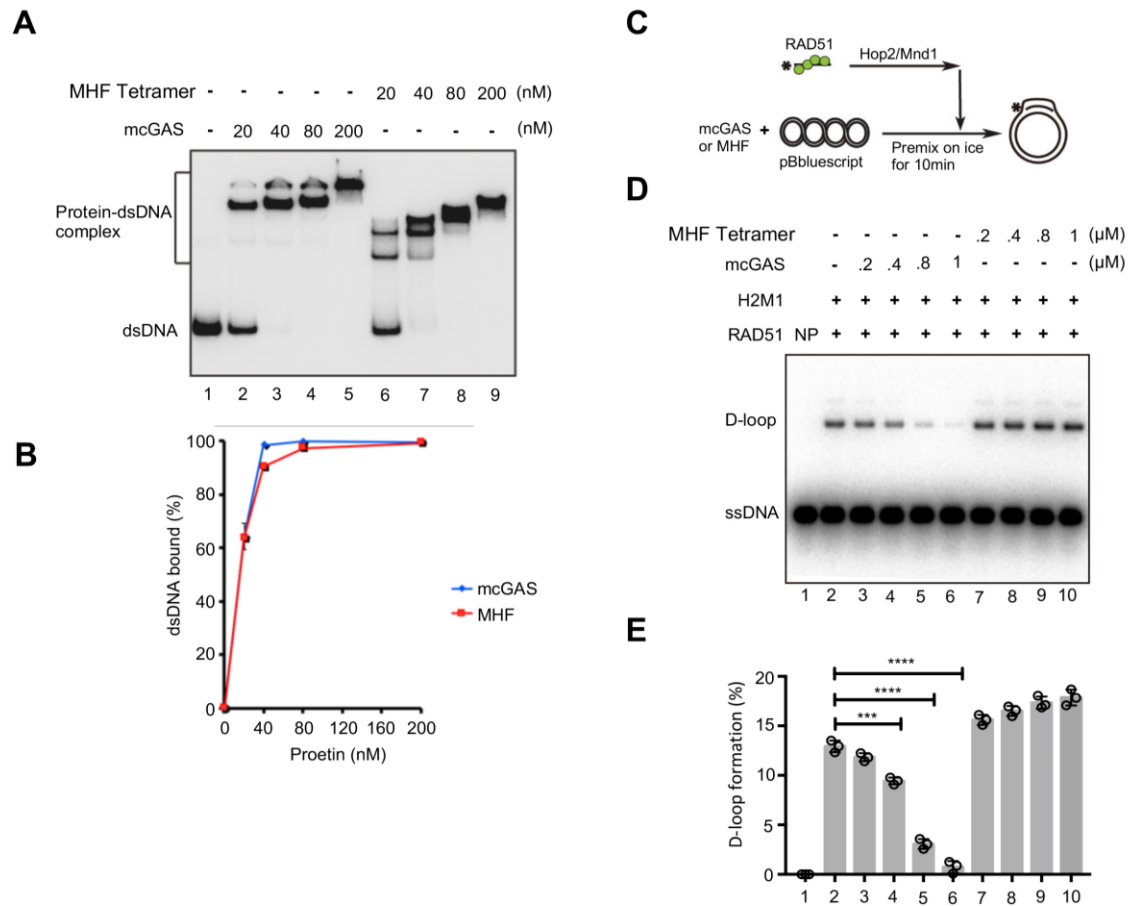 A
MHF Tetramer - - - - - 20 40 80 200 (nM)
mcGAS - 20 40 80 200 - - - - (nM)
Protein-dsDNA
complex
dsDNA
1 2 3 4 5 6 7 8 9
B
100
80
60
40
20
0
dsDNA bound (%)
0 40 80 120 160 200
Proetin (nM)
mcGAS
MHF
C
RAD51
Hop2/Mnd1
*
mcGAS +
or MHF
pBbluescript
Premix on ice
for 10min
*
D
MHF Tetramer - - - - - .2 .4 .8 1 (µM)
mcGAS - .2 .4 .8 1 - - - - (µM)
H2M1 + + + + + + + + +
RAD51 NP + + + + + + + + +
D-loop
ssDNA
1 2 3 4 5 6 7 8 9 10
E
****
****
***
20
15
10
5
0
D-loop formation (%)
1 2 3 4 5 6 7 8 9 10